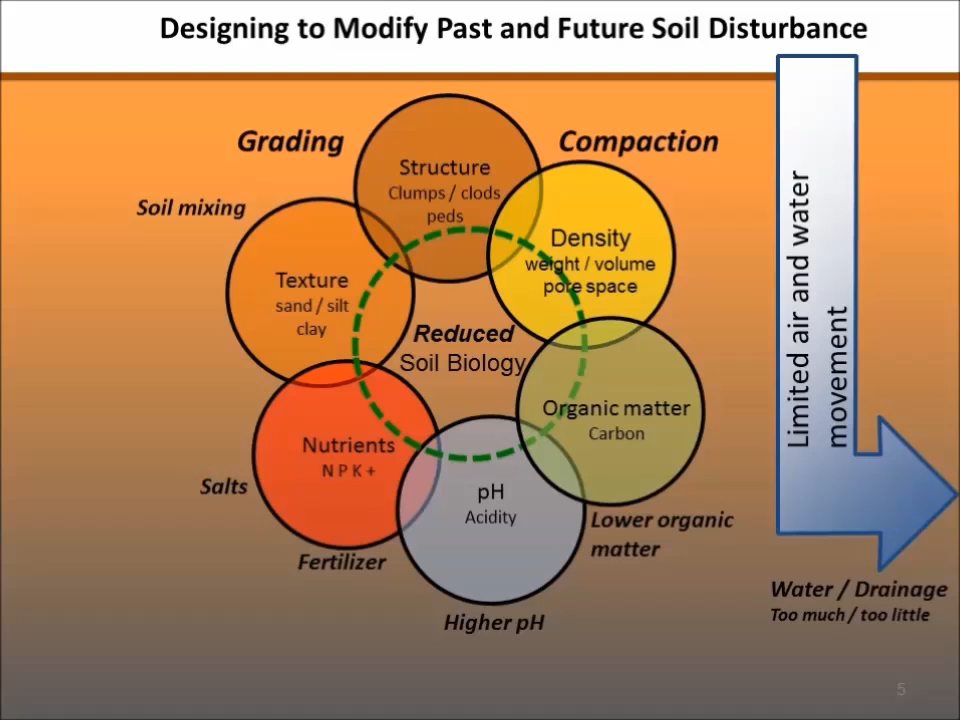 Designing to Modify Past and Future Soil Disturbance
Grading
Compaction
Structure
Clumps / clods
peds
Soil mixing
Density
weight / volume
pore space
Texture
sand / silt
clay
Reduced
Soil Biology
Organic matter
Carbon
Nutrients
N P K +
Salts
pH
Acidity
Lower organic
matter
Fertilizer
Higher pH
Limited air and water
movement
Water / Drainage
Too much / too little
5